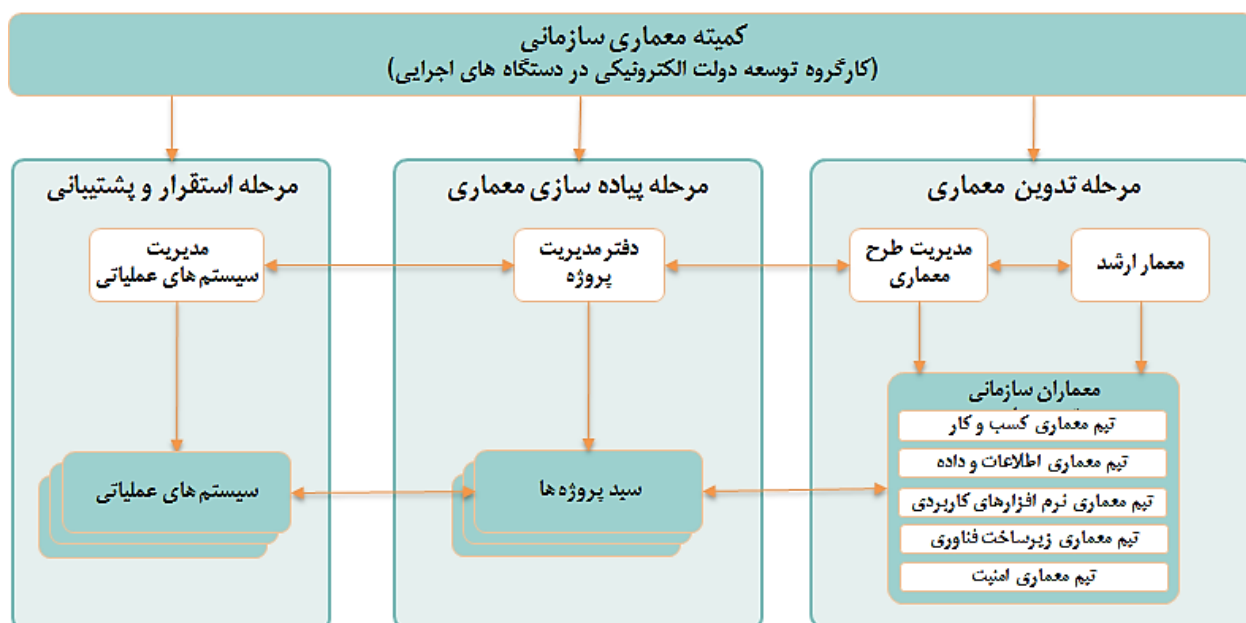 کمیته معماری سازمانی
(کارگروه توسعه دولت الکترونیکی در دستگاه های اجرایی)
مرحله تدوین معماری
معمار ارشد
مدیریت طرح
معماری
معماران سازمانی
تیم معماری کسب و کار
تیم معماری اطلاعات و داده
تیم معماری نرم افزارهای کاربردی
تیم معماری زیرساخت فناوری
تیم معماری امنیت
مرحله پیاده سازی معماری
دفتر مدیریت
پروژه
سبد پروژه ها
مرحله استقرار و پشتیبانی
مدیریت
سیستم های عملیاتی
سیستم های عملیاتی